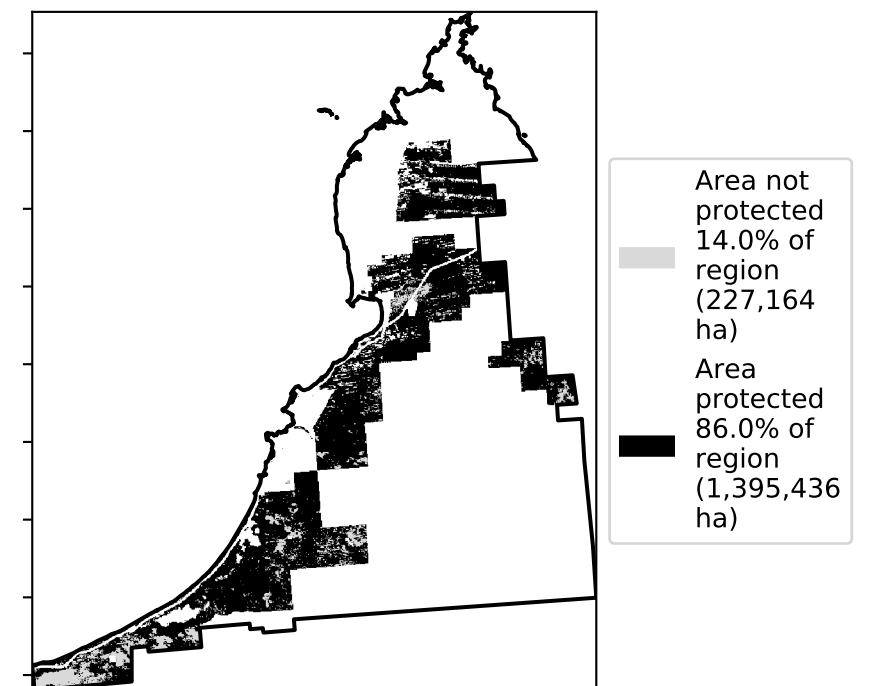 Area not
protected
14.0% of
region
(227,164
ha)
Area
protected
86.0% of
region
(1,395,436
ha)